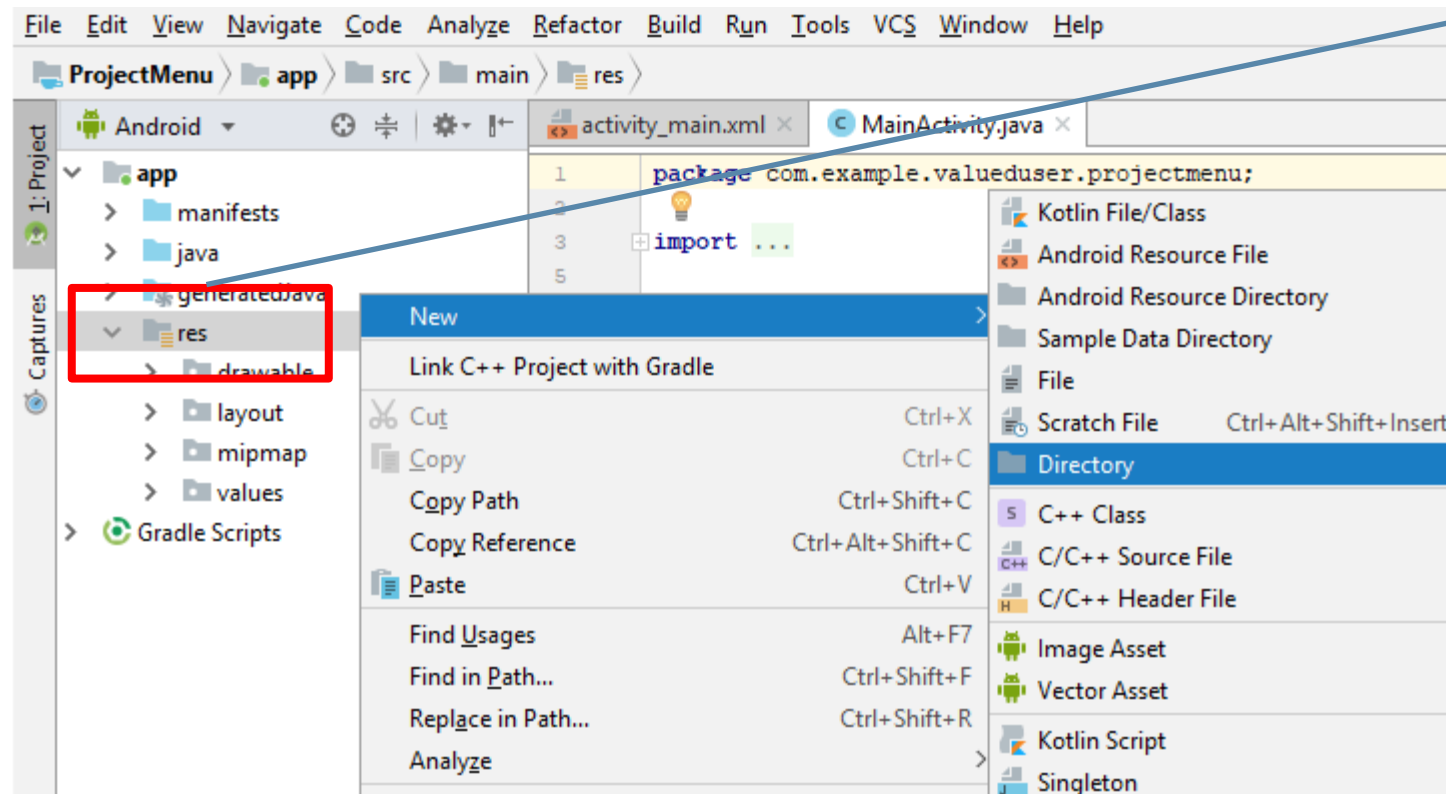 File Edit View Navigate Code Analyze Refactor Build Run Tools VCS Window Help
ProjectMenu app src main res
1: Project
Captures
Android
app
manifests
java
generatedJava
res
drawable
layout
mipmap
values
Gradle Scripts
activity_main.xml
C MainActivity.java
1 package com.example.valueduser.projectmenu;
2
3 import ...
5
New
Link C++ Project with Gradle
Cut Ctrl+X
Copy Ctrl+C
Copy Path Ctrl+Shift+C
Copy Reference Ctrl+Alt+Shift+C
Paste Ctrl+V
Find Usages Alt+F7
Find in Path... Ctrl+Shift+F
Replace in Path... Ctrl+Shift+R
Analyze
Kotlin File/Class
Android Resource File
Android Resource Directory
Sample Data Directory
File
Scratch File Ctrl+Alt+Shift+Insert
Directory
S C++ Class
C++ C/C++ Source File
H C/C++ Header File
Image Asset
Vector Asset
Kotlin Script
J Singleton